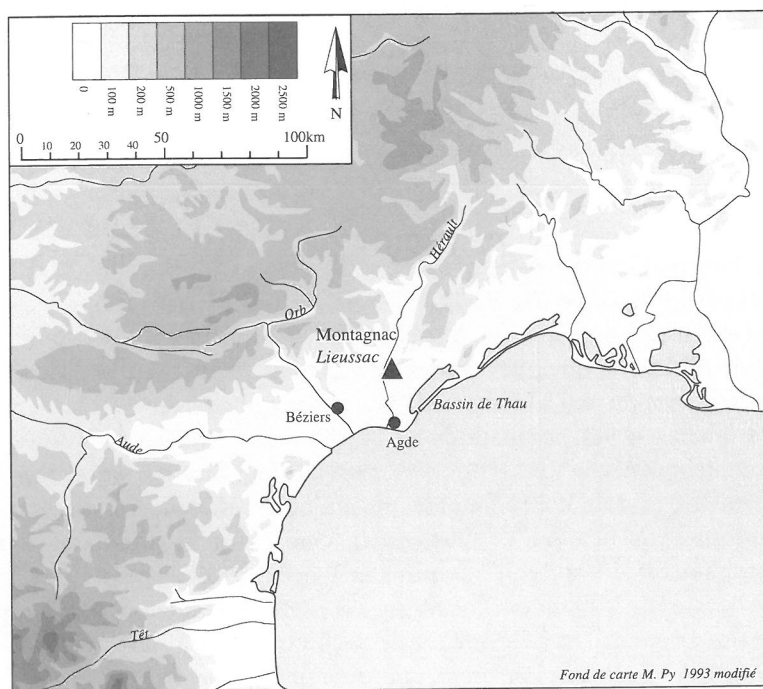 0
100 m
200 m
500 m
1000 m
1500 m
2000 m
2500 m
N
0 10 20 30 40 50 100km
Hérault
Orb
Montagnac
Lieussac
Béziers
Bassin de Thau
Agde
Aude
Têt
Fond de carte M. Py 1993 modifié